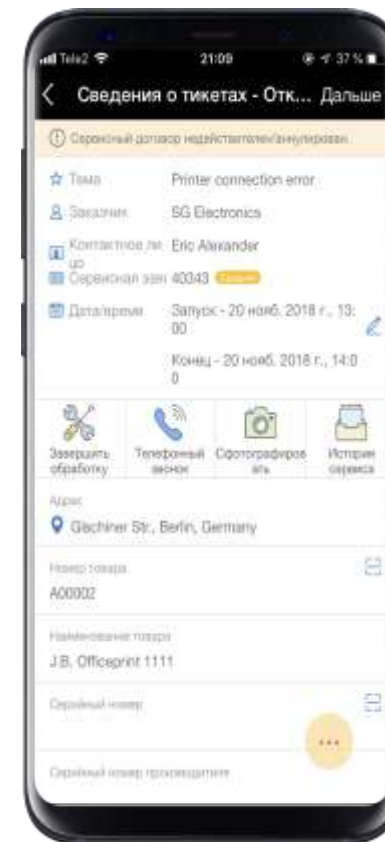 Tele2 21:09 37 %
Сведения о тикетах - Отк... Дальше
Сервисный договор недействителен/аннулирован.
Тема Printer connection error
Заказчик SG Electronics
Контактное ли Eric Alexander
цо
Сервисная зая 40343
Дата/время Запуск - 20 нояб. 2018 г., 13:
00
Конец - 20 нояб. 2018 г., 14:0
0
Завершить Телефонный Сфотографиров История
обработку звонок ать сервиса
Адрес
Gischiner Str., Berlin, Germany
Номер товара
A00002
Наименование товара
J.B. Officeprint 1111
Серийный номер
Серийный номер производителя